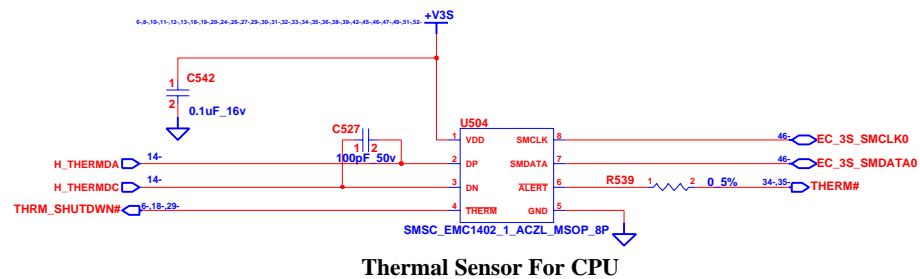 +V3S
6-,8-,10-,11-,12-,13-,18-,19-,20-,24-,26-,27-,29-,30-,31-,32-,33-,34-,35-,36-,38-,39-,42-,45-,46-,47-,49-,51-,52-
C542
1
2
0.1uF_16v
C527
1 2
100pF_50v
U504
1 VDD SMCLK 8 46- EC_3S_SMCLK0
H_THERMDA 14- 2 DP SMDATA 7 46- EC_3S_SMDATA0
H_THERMDC 14- 3 DN ALERT 6 R539 1 2 0_5% 34-,35- THERM#
THRM_SHUTDWN# 6-,18-,29- 4 THERM GND 5
SMSC_EMC1402_1_ACZL_MSOP_8P
Thermal Sensor For CPU